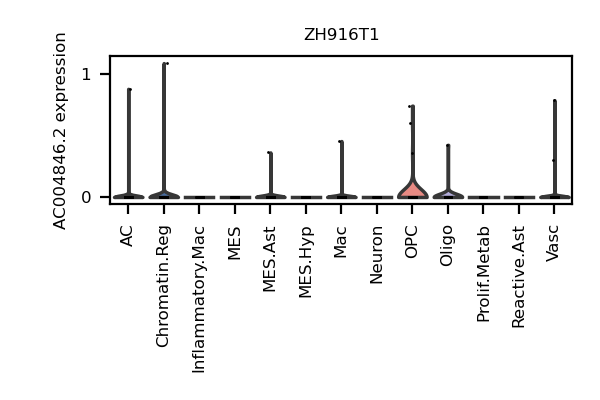 ZH916T1
AC004846.2 expression
1
0
AC
Chromatin.Reg
Inflammatory.Mac
MES
MES.Ast
MES.Hyp
Mac
Neuron
OPC
Oligo
Prolif.Metab
Reactive.Ast
Vasc